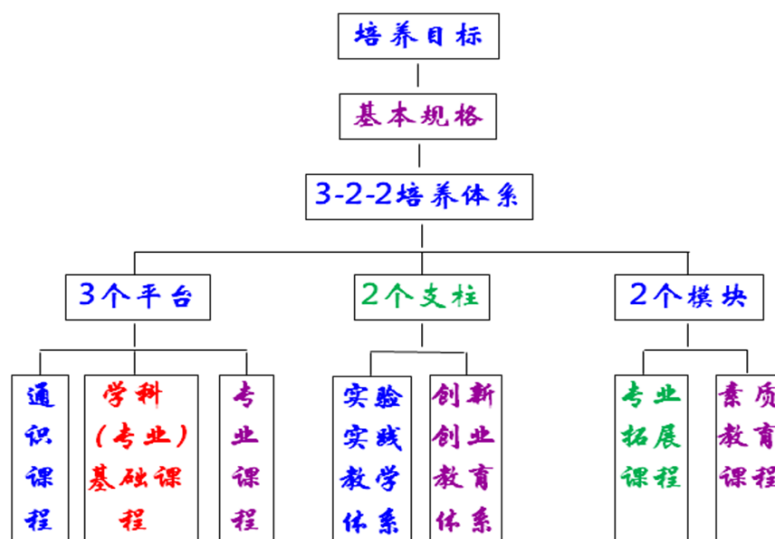 培养目标
基本规格
3-2-2培养体系
3个平台
2个支柱
2个模块
通
识
课
程
学科
（专业）
基础课
程
专
业
课
程
实验
实践
教学
体系
创新
创业
教育
体系
专业
拓展
课程
素质
教育
课程